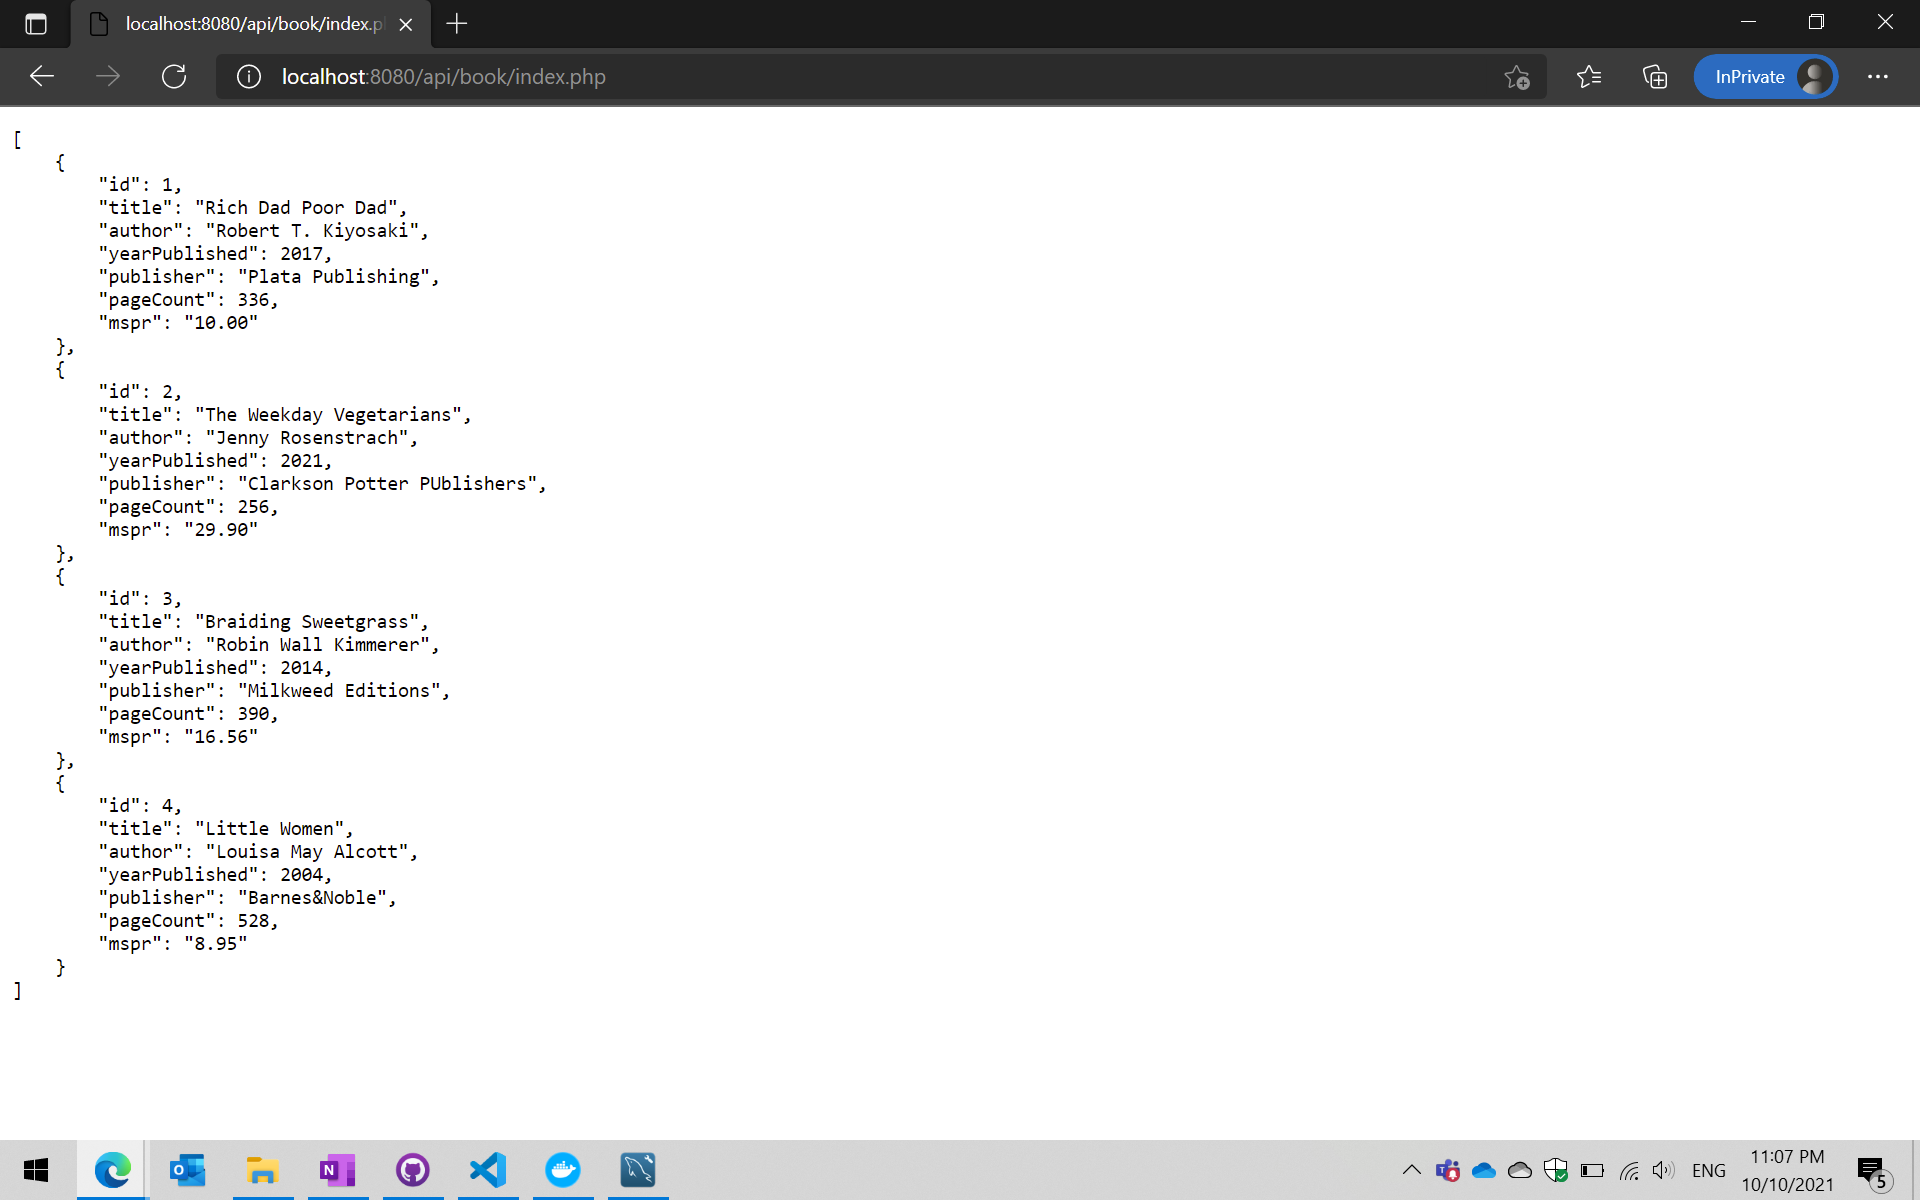 localhost:8080/api/book/index.p
localhost:8080/api/book/index.php
InPrivate
[
    {
        "id": 1,
        "title": "Rich Dad Poor Dad",
        "author": "Robert T. Kiyosaki",
        "yearPublished": 2017,
        "publisher": "Plata Publishing",
        "pageCount": 336,
        "mspr": "10.00"
    },
    {
        "id": 2,
        "title": "The Weekday Vegetarians",
        "author": "Jenny Rosenstrach",
        "yearPublished": 2021,
        "publisher": "Clarkson Potter PUblishers",
        "pageCount": 256,
        "mspr": "29.90"
    },
    {
        "id": 3,
        "title": "Braiding Sweetgrass",
        "author": "Robin Wall Kimmerer",
        "yearPublished": 2014,
        "publisher": "Milkweed Editions",
        "pageCount": 390,
        "mspr": "16.56"
    },
    {
        "id": 4,
        "title": "Little Women",
        "author": "Louisa May Alcott",
        "yearPublished": 2004,
        "publisher": "Barnes&Noble",
        "pageCount": 528,
        "mspr": "8.95"
    }
]
ENG
11:07 PM
10/10/2021
5